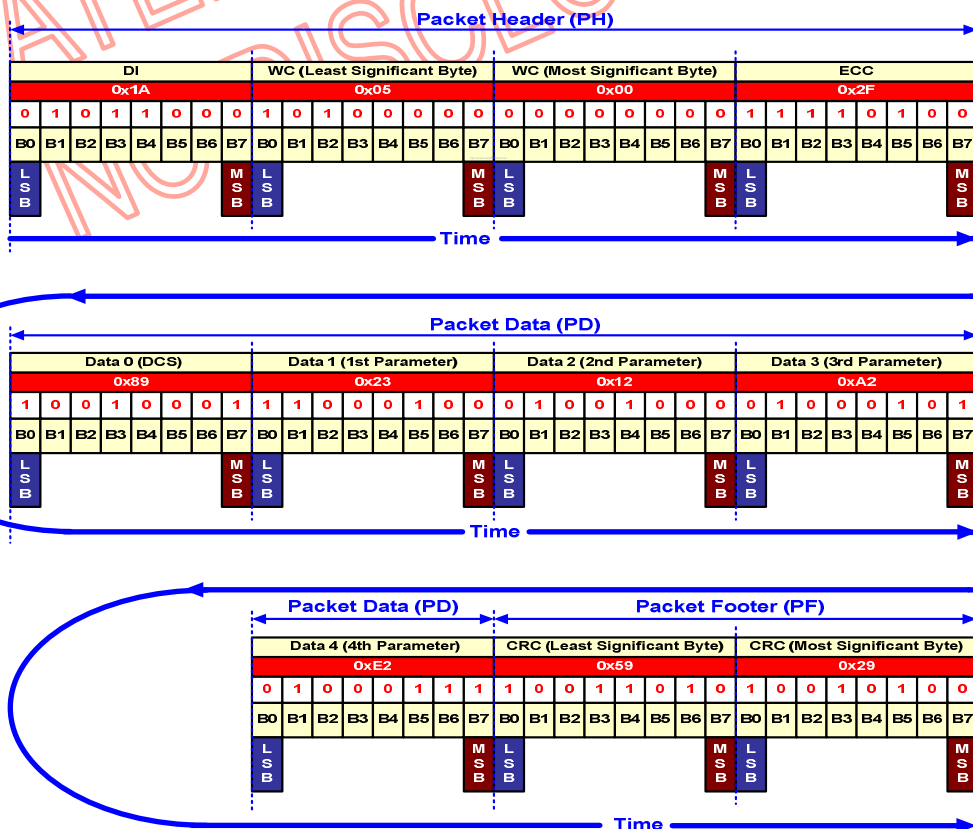 Packet Header (PH)
DI WC (Least Significant Byte) WC (Most Significant Byte) ECC
0x1A 0x05 0x00 0x2F
0 1 0 1 1 0 0 0 1 0 1 0 0 0 0 0 0 0 0 0 0 0 0 0 1 1 1 1 0 1 0 0
B0 B1 B2 B3 B4 B5 B6 B7 B0 B1 B2 B3 B4 B5 B6 B7 B0 B1 B2 B3 B4 B5 B6 B7 B0 B1 B2 B3 B4 B5 B6 B7
LSB MSB LSB MSB LSB MSB LSB MSB
Time
Packet Data (PD)
Data 0 (DCS) Data 1 (1st Parameter) Data 2 (2nd Parameter) Data 3 (3rd Parameter)
0x89 0x23 0x12 0xA2
1 0 0 1 0 0 0 1 1 1 0 0 0 1 0 0 0 1 0 0 1 0 0 0 0 1 0 0 0 1 0 1
B0 B1 B2 B3 B4 B5 B6 B7 B0 B1 B2 B3 B4 B5 B6 B7 B0 B1 B2 B3 B4 B5 B6 B7 B0 B1 B2 B3 B4 B5 B6 B7
LSB MSB LSB MSB LSB MSB LSB MSB
Time
Packet Data (PD) Packet Footer (PF)
Data 4 (4th Parameter) CRC (Least Significant Byte) CRC (Most Significant Byte)
0xE2 0x59 0x29
0 1 0 0 0 1 1 1 1 0 0 1 1 0 1 0 1 0 0 1 0 1 0 0
B0 B1 B2 B3 B4 B5 B6 B7 B0 B1 B2 B3 B4 B5 B6 B7 B0 B1 B2 B3 B4 B5 B6 B7
LSB MSB LSB MSB LSB MSB
Time